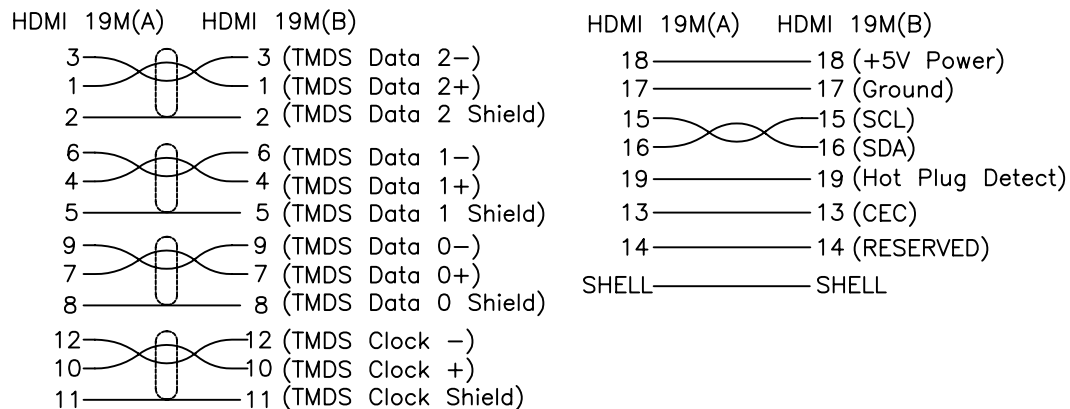 HDMI 19M(A) HDMI 19M(B)
3 3 (TMDS Data 2−)
1 1 (TMDS Data 2+)
2 2 (TMDS Data 2 Shield)
6 6 (TMDS Data 1−)
4 4 (TMDS Data 1+)
5 5 (TMDS Data 1 Shield)
9 9 (TMDS Data 0−)
7 7 (TMDS Data 0+)
8 8 (TMDS Data 0 Shield)
12 12 (TMDS Clock −)
10 10 (TMDS Clock +)
11 11 (TMDS Clock Shield)
HDMI 19M(A) HDMI 19M(B)
18 18 (+5V Power)
17 17 (Ground)
15 15 (SCL)
16 16 (SDA)
19 19 (Hot Plug Detect)
13 13 (CEC)
14 14 (RESERVED)
SHELL SHELL